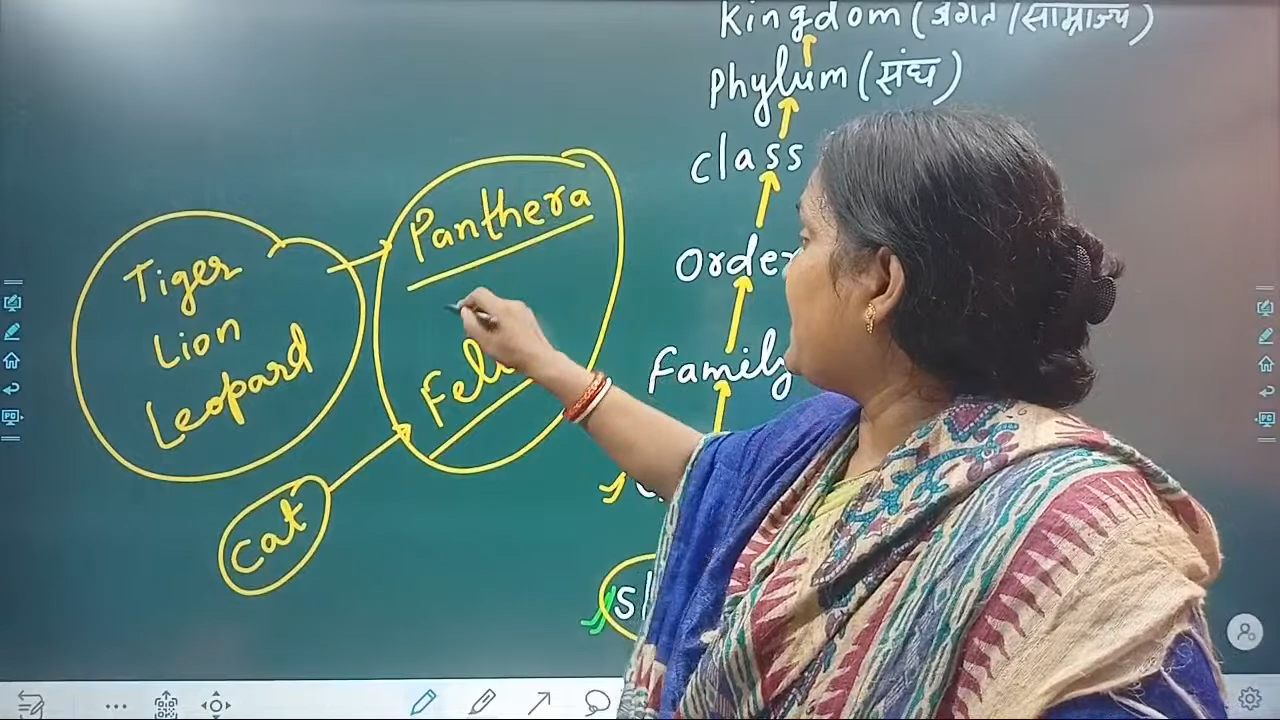 Kingdom (जगत / साम्राज्य)
Phylum (संघ)
Class
Order
Family
Panthera
Tiger
Lion
Leopard
Cat